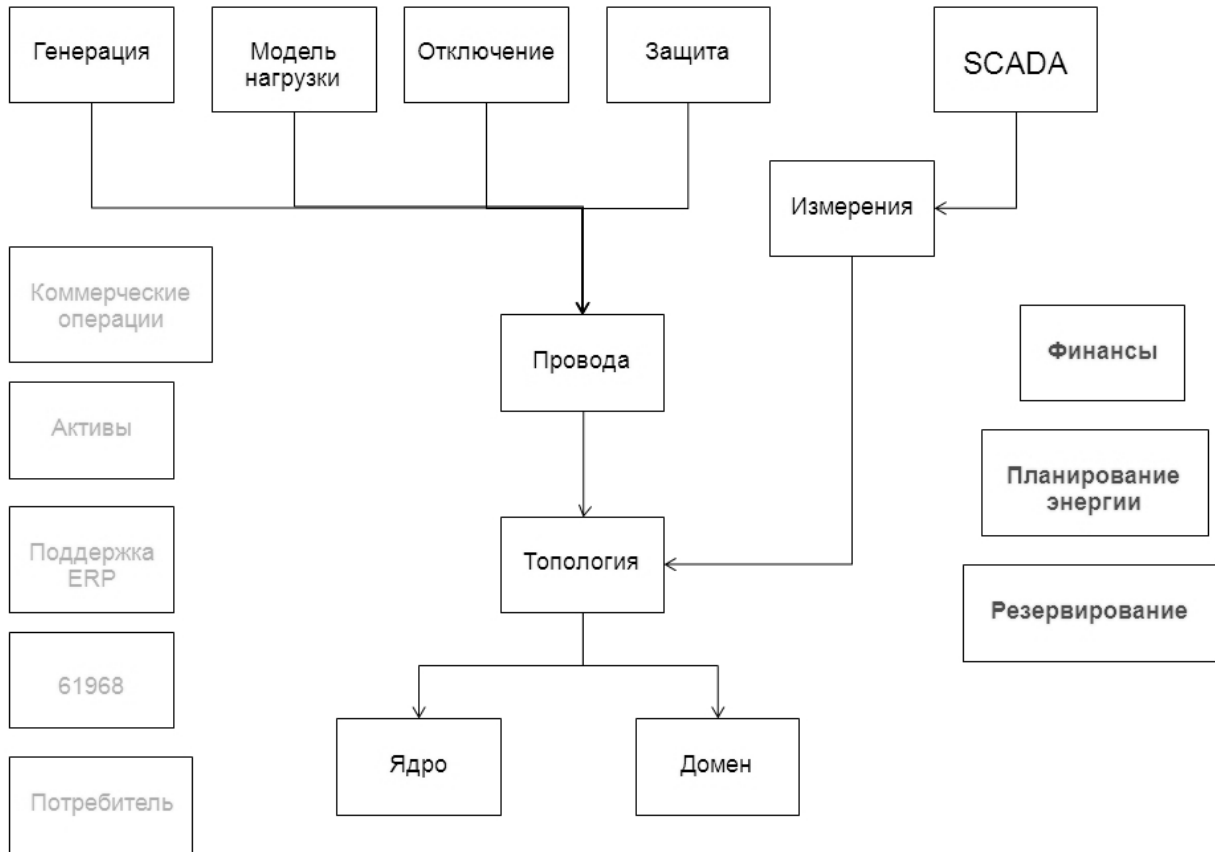 Генерация
Модель
нагрузки
Отключение
Защита
SCADA
Измерения
Коммерческие
операции
Провода
Финансы
Активы
Планирование
энергии
Поддержка
ERP
Топология
Резервирование
61968
Ядро
Домен
Потребитель